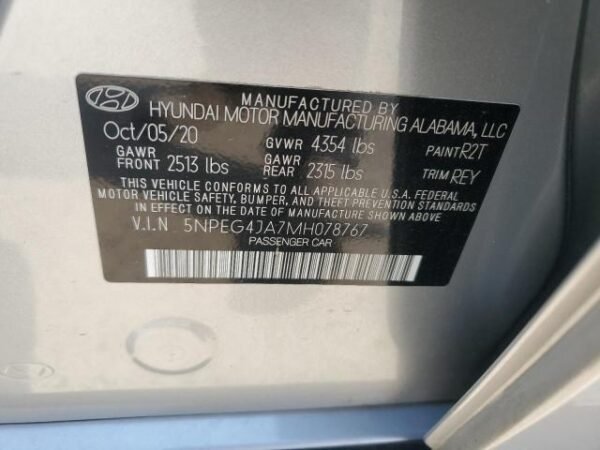 MANUFACTURED BY
HYUNDAI MOTOR MANUFACTURING ALABAMA, LLC
Oct/05/20 GVWR 4354 lbs PAINT R2T
GAWR FRONT 2513 lbs GAWR REAR 2315 lbs TRIM REY
THIS VEHICLE CONFORMS TO ALL APPLICABLE U.S.A. FEDERAL
MOTOR VEHICLE SAFETY, BUMPER, AND THEFT PREVENTION STANDARDS
IN EFFECT ON THE DATE OF MANUFACTURE SHOWN ABOVE.
V.I.N 5NPEG4JA7MH078767
PASSENGER CAR